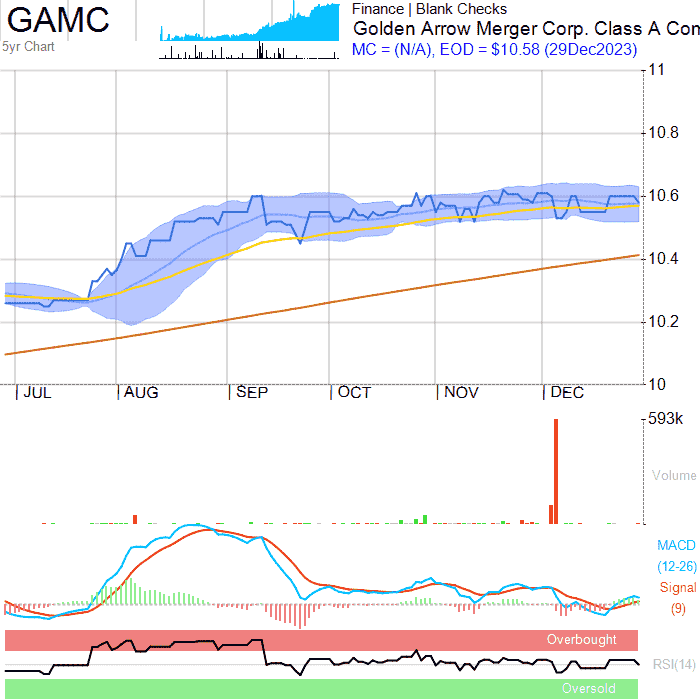 GAMC
5yr Chart
Finance | Blank Checks
Golden Arrow Merger Corp. Class A Con
MC = (N/A), EOD = $10.58 (29Dec2023)
11
10.8
10.6
10.4
10.2
10
JUL AUG SEP OCT NOV DEC
593k
Volume
MACD
(12-26)
Signal
(9)
Overbought
RSI(14)
Oversold